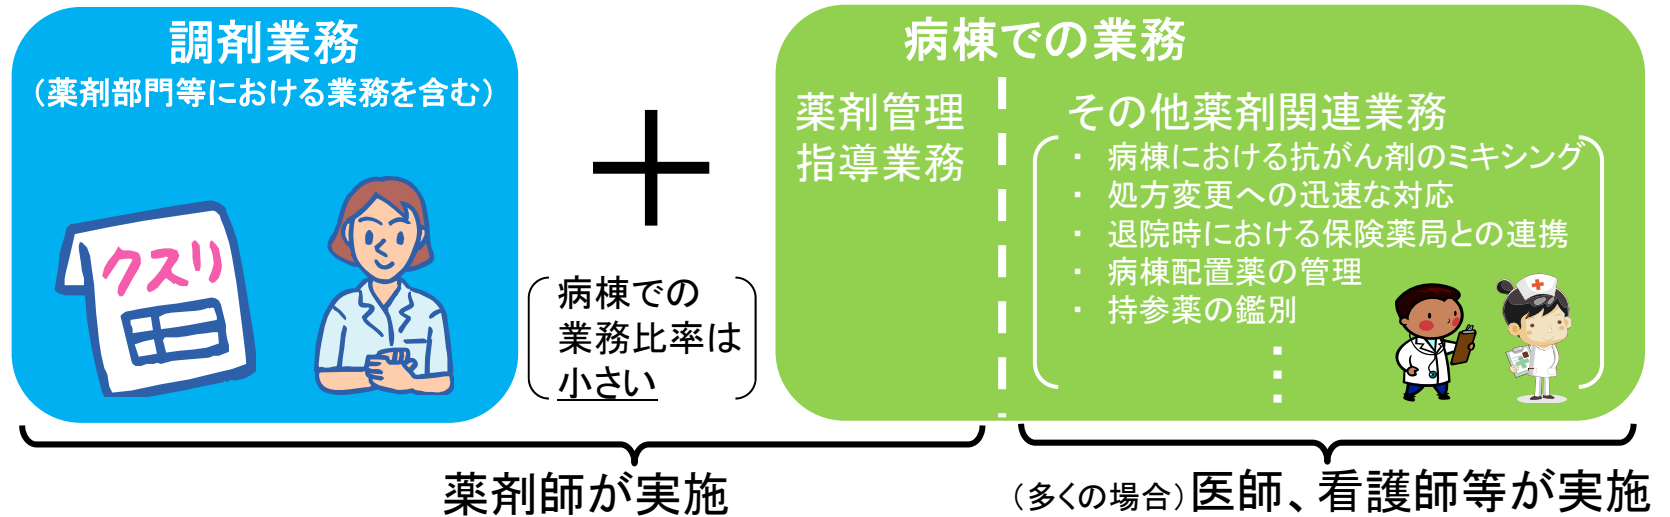 調剤業務
（薬剤部門等における業務を含む）
クスリ
＋
病棟での
業務比率は
小さい
病棟での業務
薬剤管理
指導業務
その他薬剤関連業務
・ 病棟における抗がん剤のミキシング
・ 処方変更への迅速な対応
・ 退院時における保険薬局との連携
・ 病棟配置薬の管理
・ 持参薬の鑑別
⋮
薬剤師が実施
（多くの場合）医師、看護師等が実施